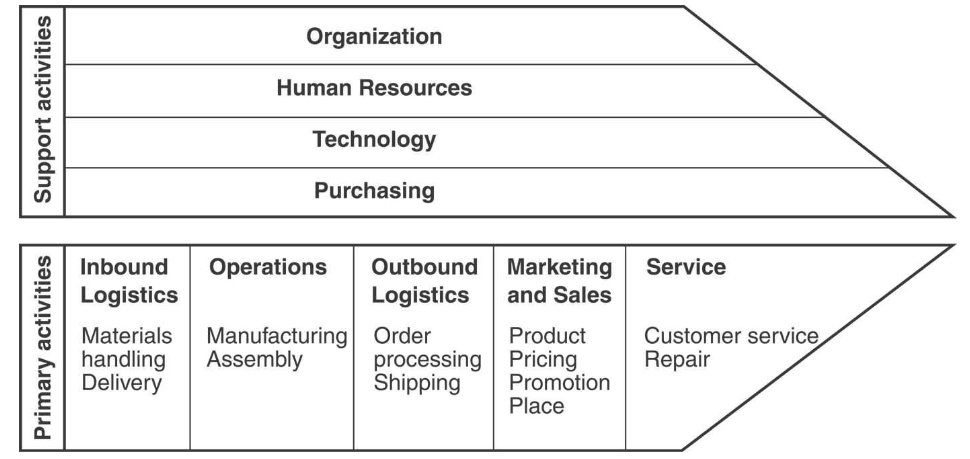 Support activities
Organization
Human Resources
Technology
Purchasing
Primary activities
Inbound
Logistics
Materials
handling
Delivery
Operations
Manufacturing
Assembly
Outbound
Logistics
Order
processing
Shipping
Marketing
and Sales
Product
Pricing
Promotion
Place
Service
Customer service
Repair